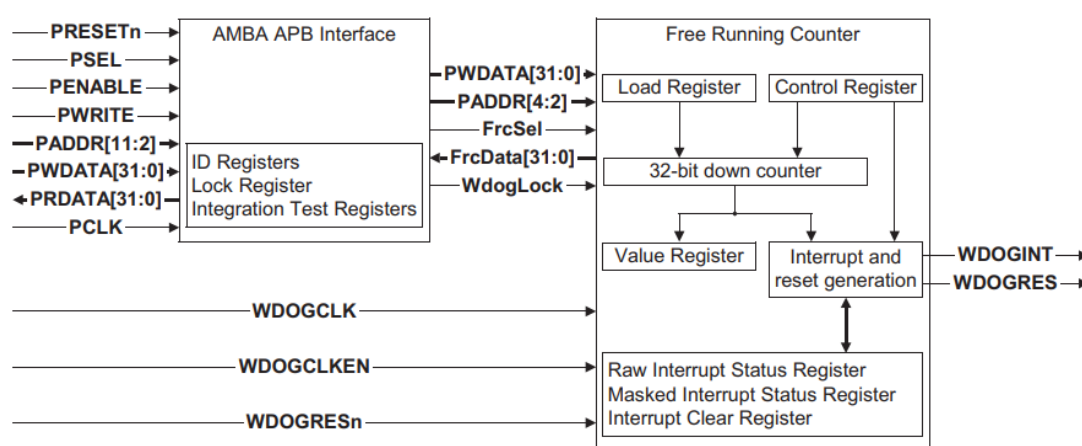 PRESETn
PSEL
PENABLE
PWRITE
PADDR[11:2]
PWDATA[31:0]
PRDATA[31:0]
PCLK
AMBA APB Interface
ID Registers
Lock Register
Integration Test Registers
PWDATA[31:0]
PADDR[4:2]
FrcSel
FrcData[31:0]
WdogLock
Free Running Counter
Load Register
Control Register
32-bit down counter
Value Register
Interrupt and
reset generation
WDOGINT
WDOGRES
WDOGCLK
WDOGCLKEN
WDOGRESn
Raw Interrupt Status Register
Masked Interrupt Status Register
Interrupt Clear Register